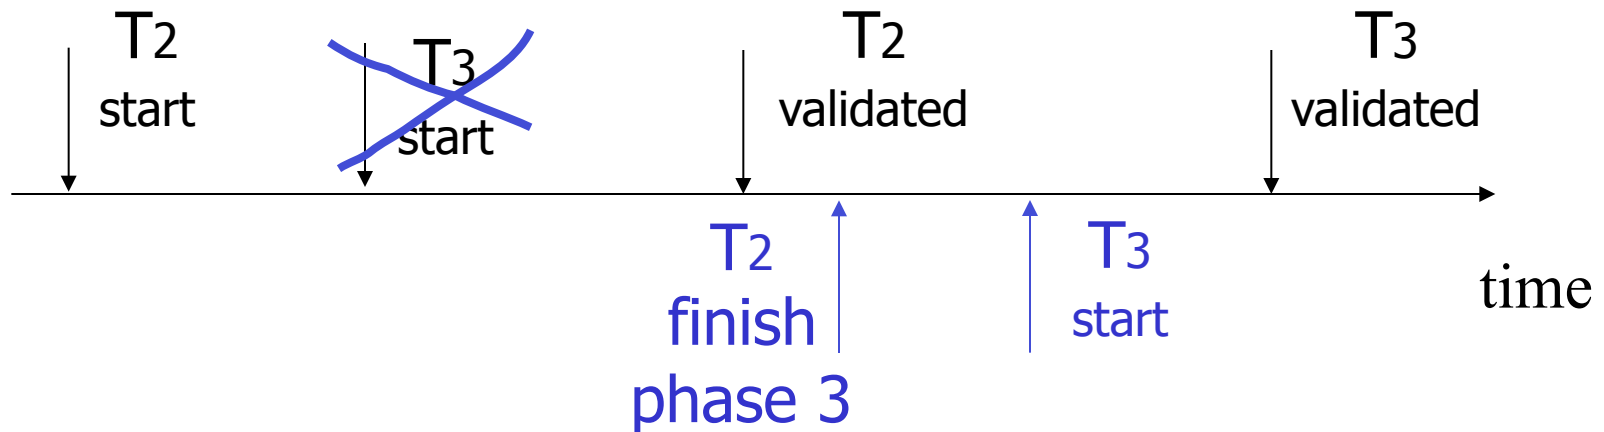 T2
start
T3
start
T2
validated
T3
validated
T2
finish
phase 3
T3
start
time